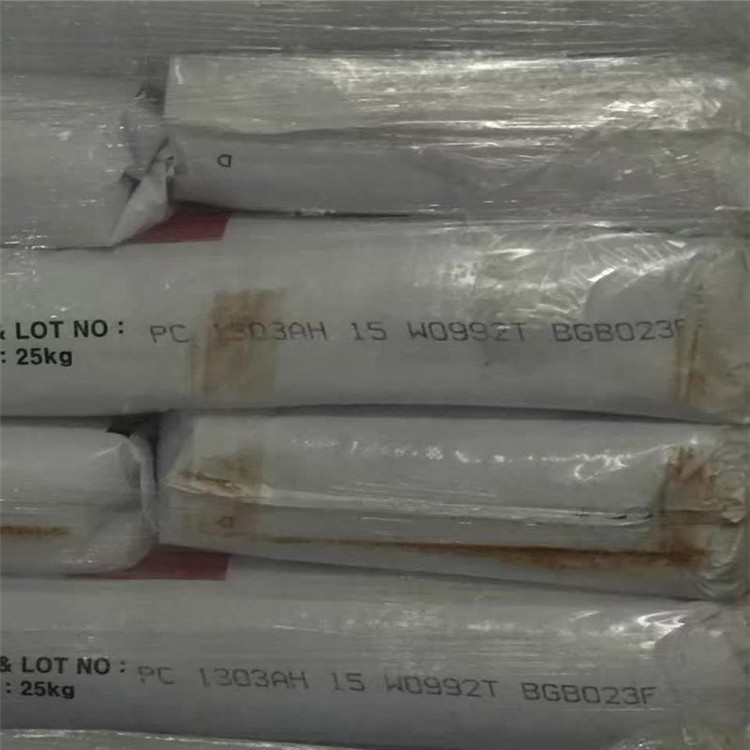 D
& LOT NO : PC 1303AH 15 W0992T BGB023F
: 25kg
D
& LOT NO : PC 1303AH 15 W0992T BGB023F
: 25kg